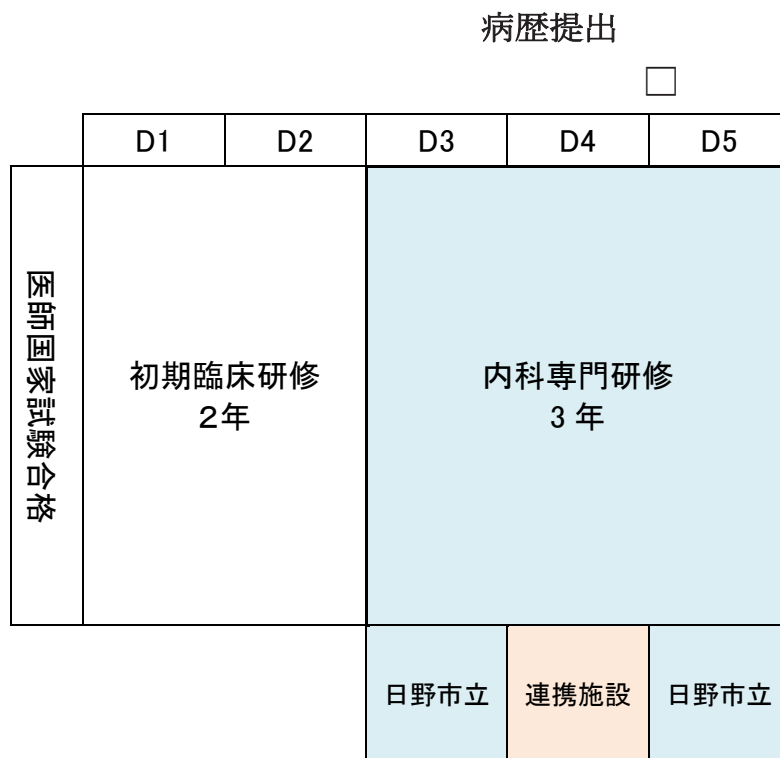 病歴提出
□
D1 D2 D3 D4 D5
医師国家試験合格
初期臨床研修
２年
内科専門研修
3 年
日野市立 連携施設 日野市立